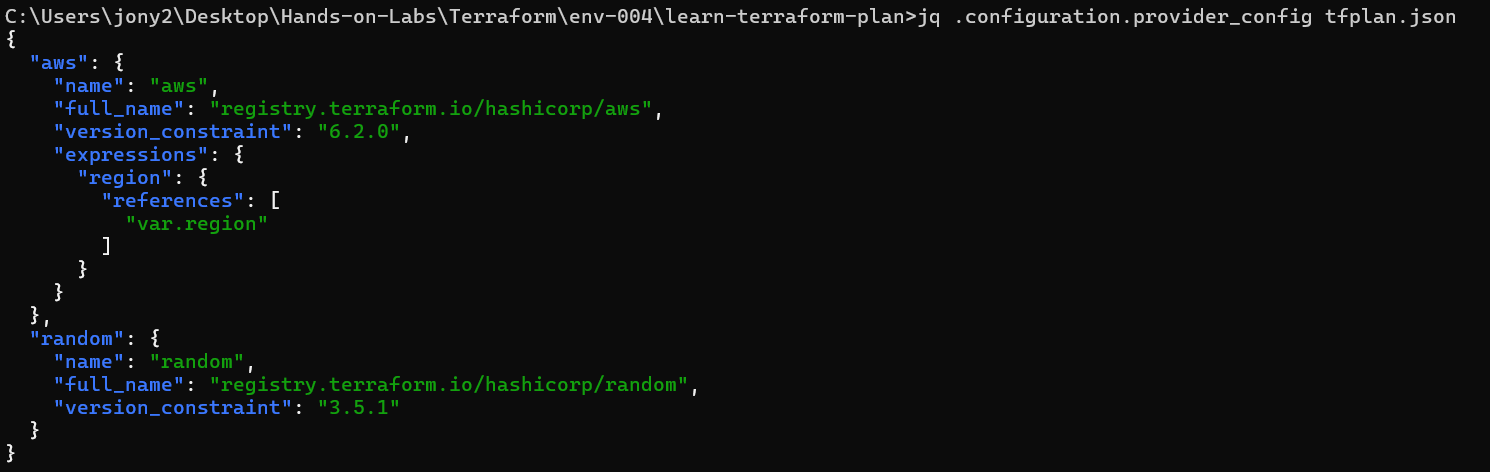 C:\Users\jony2\Desktop\Hands-on-Labs\Terraform\env-004\learn-terraform-plan>jq .configuration.provider_config tfplan.json
{
  "aws": {
    "name": "aws",
    "full_name": "registry.terraform.io/hashicorp/aws",
    "version_constraint": "6.2.0",
    "expressions": {
      "region": {
        "references": [
          "var.region"
        ]
      }
    }
  },
  "random": {
    "name": "random",
    "full_name": "registry.terraform.io/hashicorp/random",
    "version_constraint": "3.5.1"
  }
}